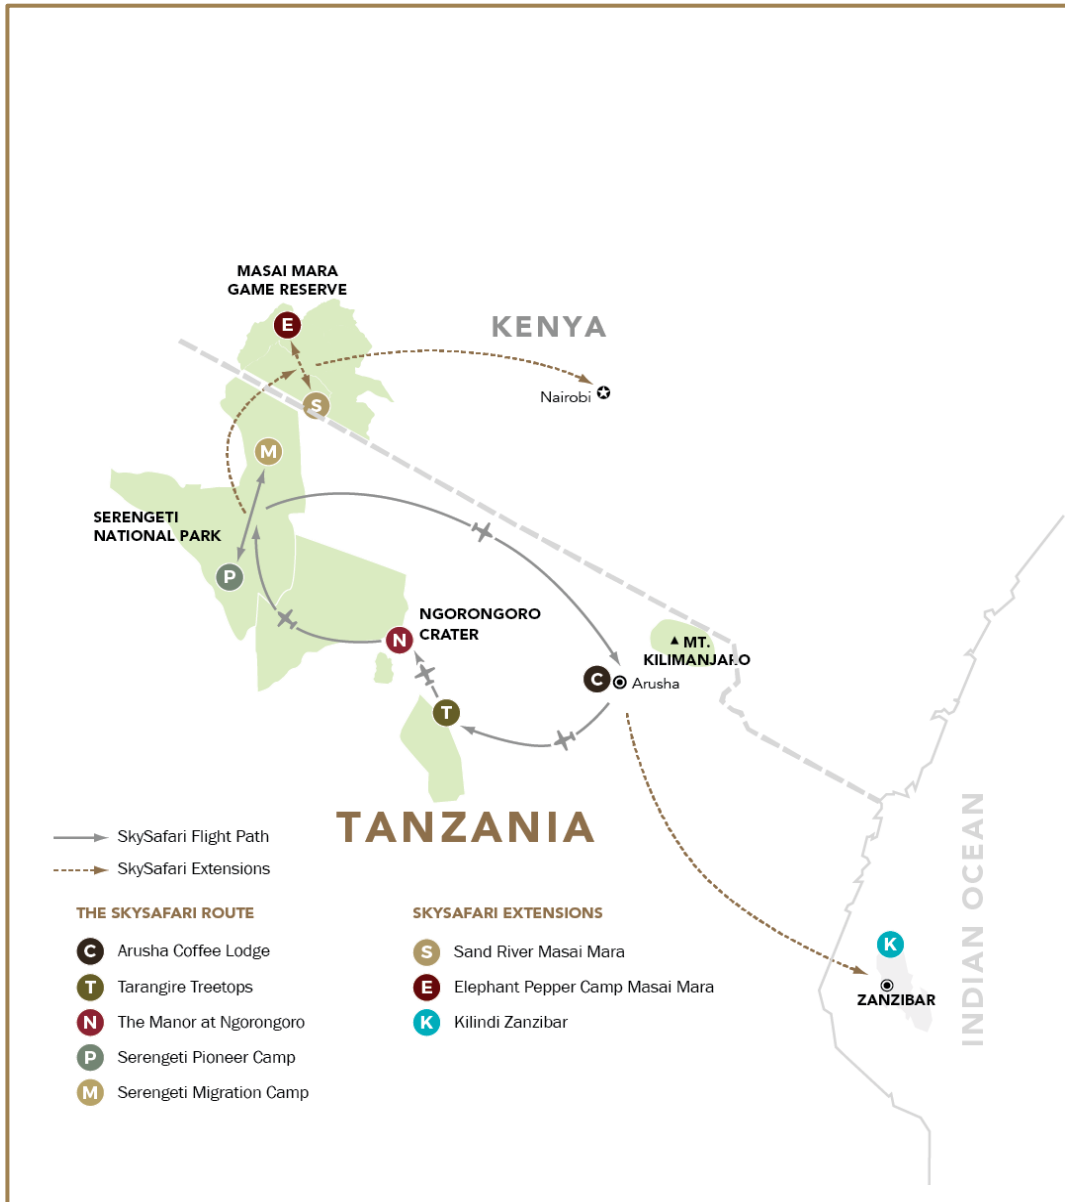 MASAI MARA
GAME RESERVE
E
KENYA
S
Nairobi
M
SERENGETI
NATIONAL PARK
P
NGORONGORO
CRATER
N
MT.
KILIMANJARO
C
Arusha
T
TANZANIA
INDIAN OCEAN
K
ZANZIBAR
SkySafari Flight Path
SkySafari Extensions
THE SKYSAFARI ROUTE
C Arusha Coffee Lodge
T Tarangire Treetops
N The Manor at Ngorongoro
P Serengeti Pioneer Camp
M Serengeti Migration Camp
SKYSAFARI EXTENSIONS
S Sand River Masai Mara
E Elephant Pepper Camp Masai Mara
K Kilindi Zanzibar